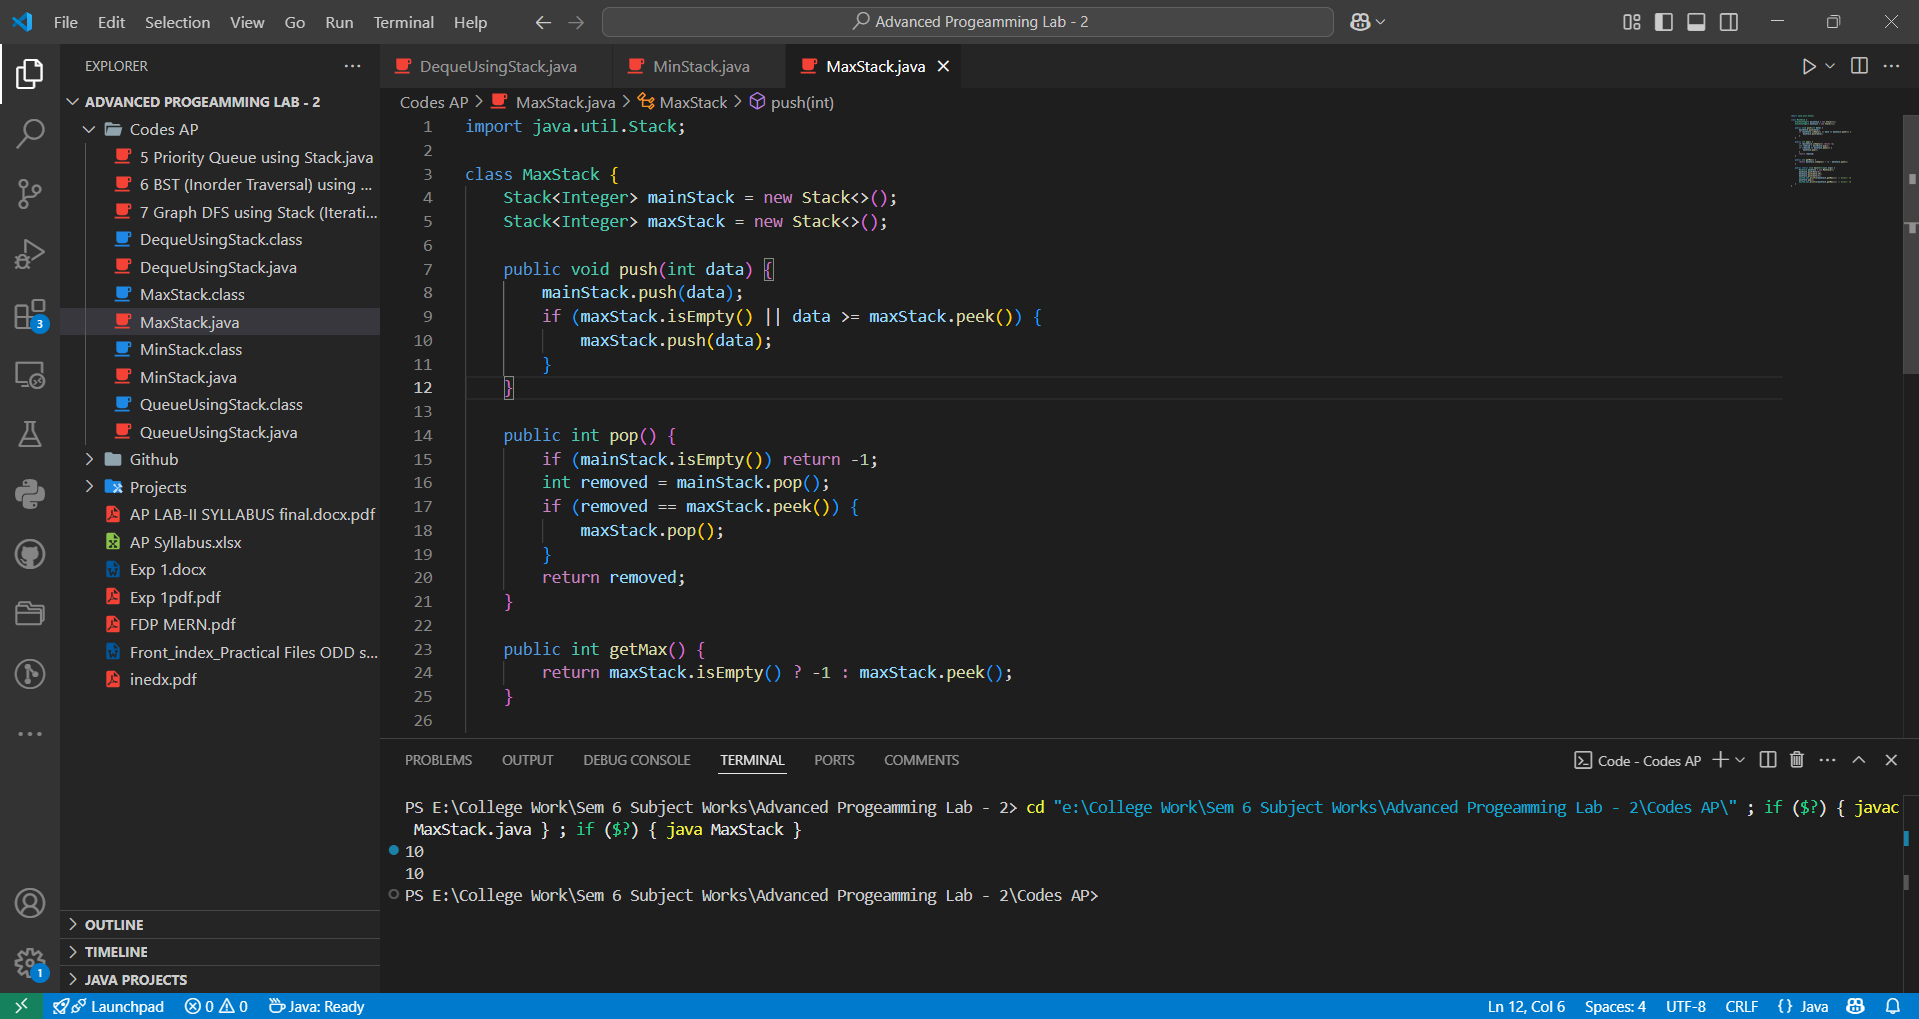 File Edit Selection View Go Run Terminal Help
Advanced Progeamming Lab - 2
EXPLORER
ADVANCED PROGEAMMING LAB - 2
Codes AP
5 Priority Queue using Stack.java
6 BST (Inorder Traversal) using ...
7 Graph DFS using Stack (Iterati...
DequeUsingStack.class
DequeUsingStack.java
MaxStack.class
MaxStack.java
MinStack.class
MinStack.java
QueueUsingStack.class
QueueUsingStack.java
Github
Projects
AP LAB-II SYLLABUS final.docx.pdf
AP Syllabus.xlsx
Exp 1.docx
Exp 1pdf.pdf
FDP MERN.pdf
Front_index_Practical Files ODD s...
inedx.pdf
OUTLINE
TIMELINE
JAVA PROJECTS
3
1
DequeUsingStack.java MinStack.java MaxStack.java
Codes AP > MaxStack.java > MaxStack > push(int)
1 import java.util.Stack;
2
3 class MaxStack {
4 Stack<Integer> mainStack = new Stack<>();
5 Stack<Integer> maxStack = new Stack<>();
6
7 public void push(int data) {
8 mainStack.push(data);
9 if (maxStack.isEmpty() || data >= maxStack.peek()) {
10 maxStack.push(data);
11 }
12 }
13
14 public int pop() {
15 if (mainStack.isEmpty()) return -1;
16 int removed = mainStack.pop();
17 if (removed == maxStack.peek()) {
18 maxStack.pop();
19 }
20 return removed;
21 }
22
23 public int getMax() {
24 return maxStack.isEmpty() ? -1 : maxStack.peek();
25 }
26
PROBLEMS OUTPUT DEBUG CONSOLE TERMINAL PORTS COMMENTS
Code - Codes AP
PS E:\College Work\Sem 6 Subject Works\Advanced Progeamming Lab - 2> cd "e:\College Work\Sem 6 Subject Works\Advanced Progeamming Lab - 2\Codes AP\" ; if ($?) { javac
MaxStack.java } ; if ($?) { java MaxStack }
10
10
PS E:\College Work\Sem 6 Subject Works\Advanced Progeamming Lab - 2\Codes AP>
Launchpad 0 0 Java: Ready
Ln 12, Col 6 Spaces: 4 UTF-8 CRLF {} Java